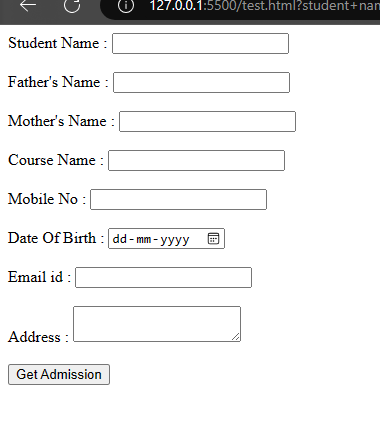 127.0.0.1:5500/test.html?student+nam
Student Name :
Father's Name :
Mother's Name :
Course Name :
Mobile No :
Date Of Birth : dd-mm-yyyy
Email id :
Address :
Get Admission